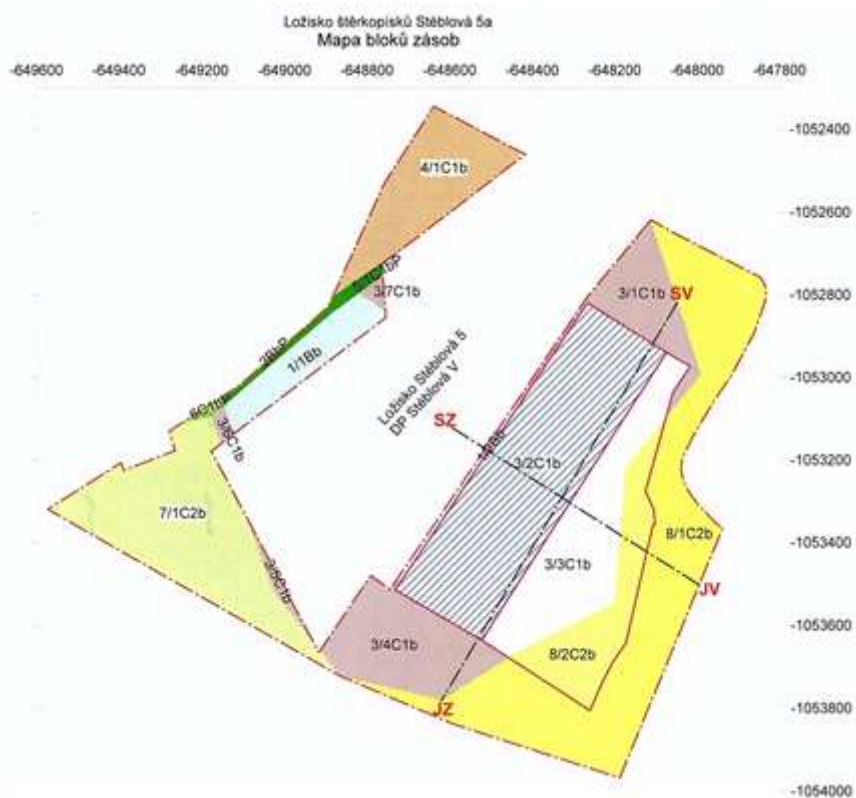 Ložisko štěrkopísků Stéblová 5a
Mapa bloků zásob
-649600 -649400 -649200 -649000 -648800 -648600 -648400 -648200 -648000 -647800
-1052400
4/1C1b
-1052600
3/7C1b
3/1C1b
SV
-1052800
1/1Bb
Ložisko Stéblová 5
DP Stéblová V
-1053000
SZ
3/2C1b
-1053200
7/1C2b
8/1C2b
-1053400
3/3C1b
JV
3/5C1b
-1053600
3/4C1b
8/2C2b
JZ
-1053800
-1054000